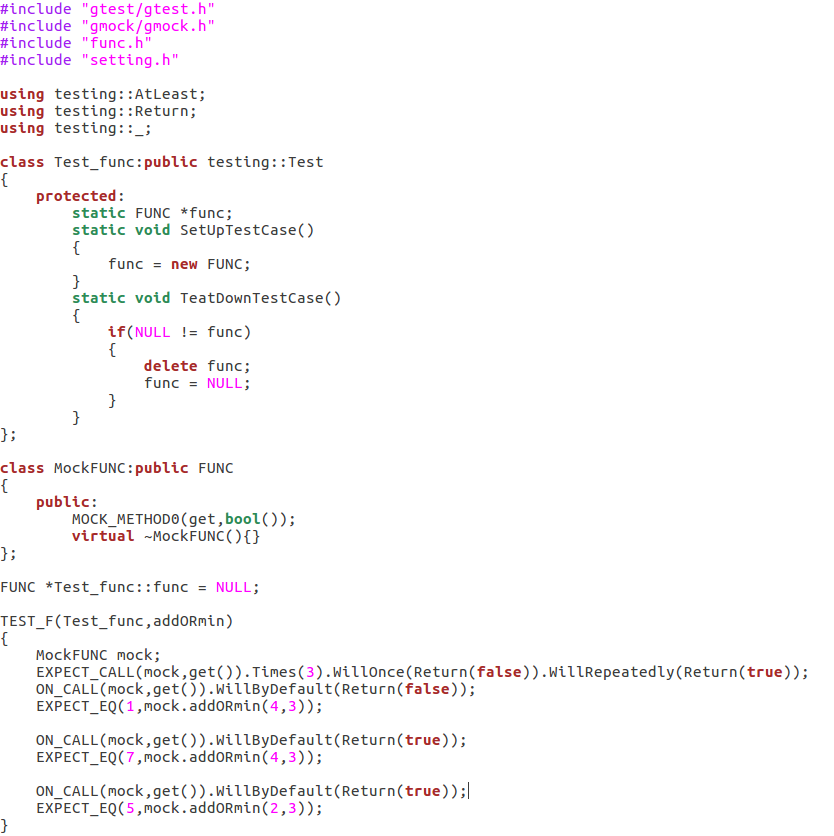 #include "gtest/gtest.h"
#include "gmock/gmock.h"
#include "func.h"
#include "setting.h"

using testing::AtLeast;
using testing::Return;
using testing::_;

class Test_func:public testing::Test
{
    protected:
        static FUNC *func;
        static void SetUpTestCase()
        {
            func = new FUNC;
        }
        static void TeatDownTestCase()
        {
            if(NULL != func)
            {
                delete func;
                func = NULL;
            }
        }
};

class MockFUNC:public FUNC
{
    public:
        MOCK_METHOD0(get,bool());
        virtual ~MockFUNC(){}
};

FUNC *Test_func::func = NULL;

TEST_F(Test_func,addORmin)
{
    MockFUNC mock;
    EXPECT_CALL(mock,get()).Times(3).WillOnce(Return(false)).WillRepeatedly(Return(true));
    ON_CALL(mock,get()).WillByDefault(Return(false));
    EXPECT_EQ(1,mock.addORmin(4,3));

    ON_CALL(mock,get()).WillByDefault(Return(true));
    EXPECT_EQ(7,mock.addORmin(4,3));

    ON_CALL(mock,get()).WillByDefault(Return(true));
    EXPECT_EQ(5,mock.addORmin(2,3));
}